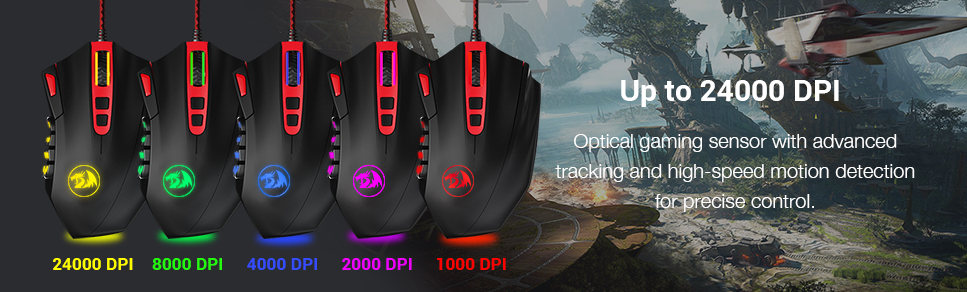 Up to 24000 DPI
Optical gaming sensor with advanced
tracking and high-speed motion detection
for precise control.
24000 DPI 8000 DPI 4000 DPI 2000 DPI 1000 DPI